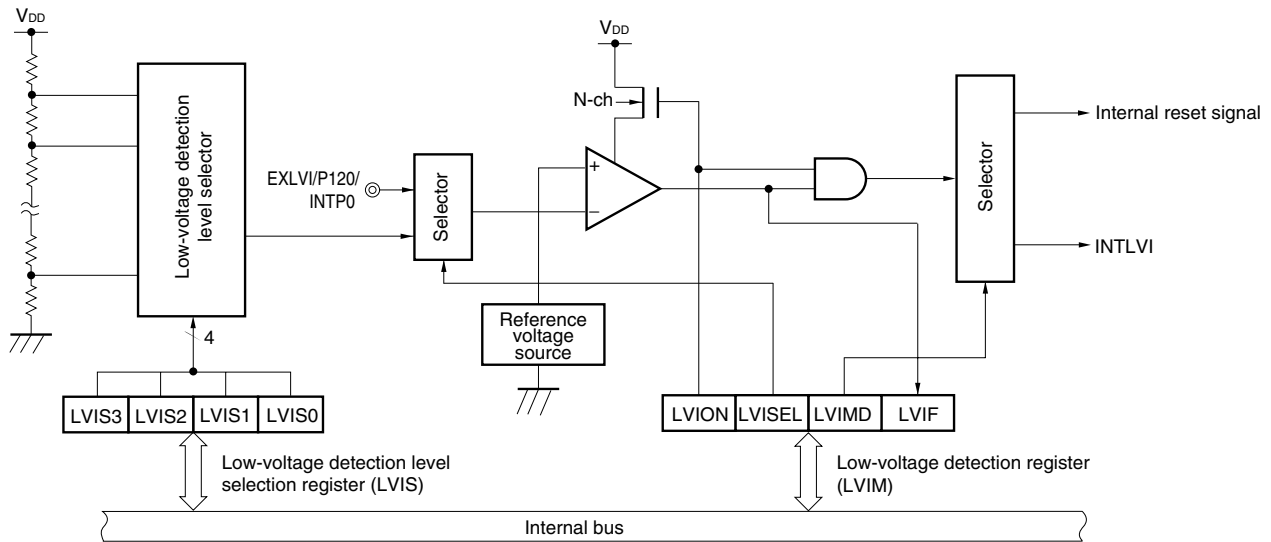 VDD
Low-voltage detection
level selector
4
LVIS3 LVIS2 LVIS1 LVIS0
Low-voltage detection level
selection register (LVIS)
EXLVI/P120/
INTP0
Selector
VDD
N-ch
+
−
Reference
voltage
source
Selector
Internal reset signal
INTLVI
LVION LVISEL LVIMD LVIF
Low-voltage detection register
(LVIM)
Internal bus